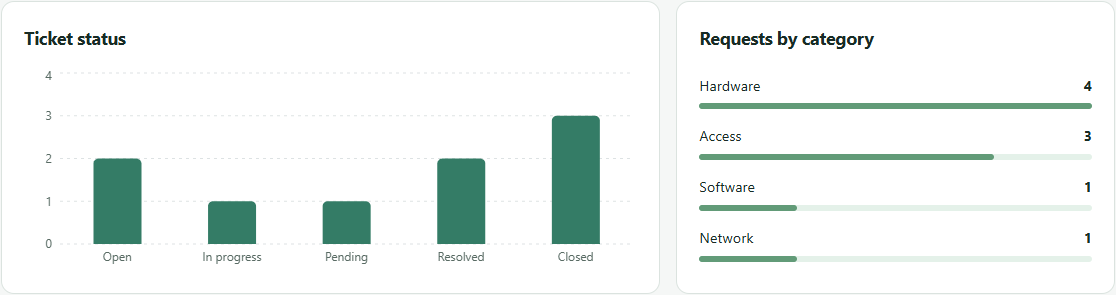 Ticket status
4
3
2
1
0
Open In progress Pending Resolved Closed
Requests by category
Hardware 4
Access 3
Software 1
Network 1